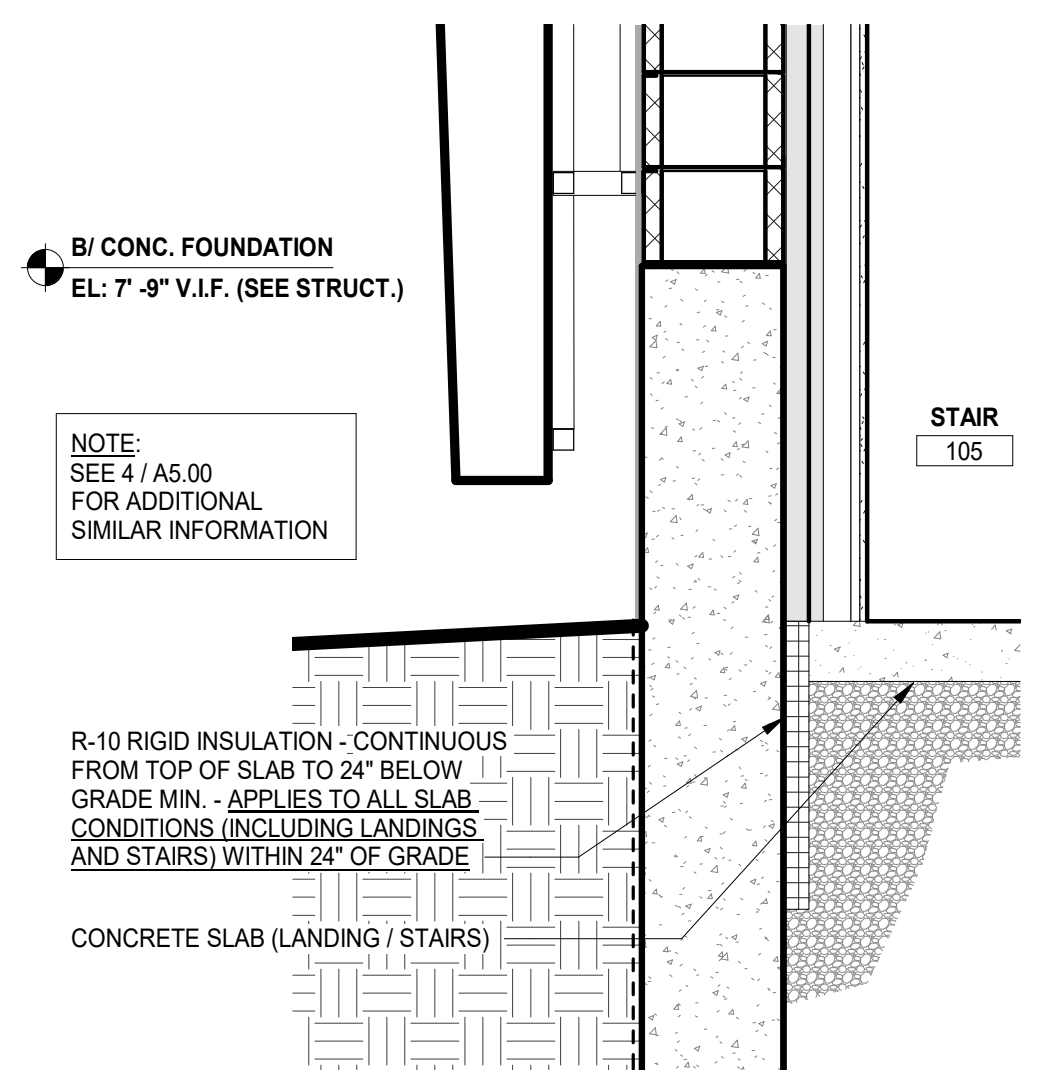 B/ CONC. FOUNDATION
EL: 7' -9" V.I.F. (SEE STRUCT.)
STAIR
105
NOTE:
SEE 4 / A5.00
FOR ADDITIONAL
SIMILAR INFORMATION
R-10 RIGID INSULATION - CONTINUOUS
FROM TOP OF SLAB TO 24" BELOW
GRADE MIN. - APPLIES TO ALL SLAB
CONDITIONS (INCLUDING LANDINGS
AND STAIRS) WITHIN 24" OF GRADE
CONCRETE SLAB (LANDING / STAIRS)